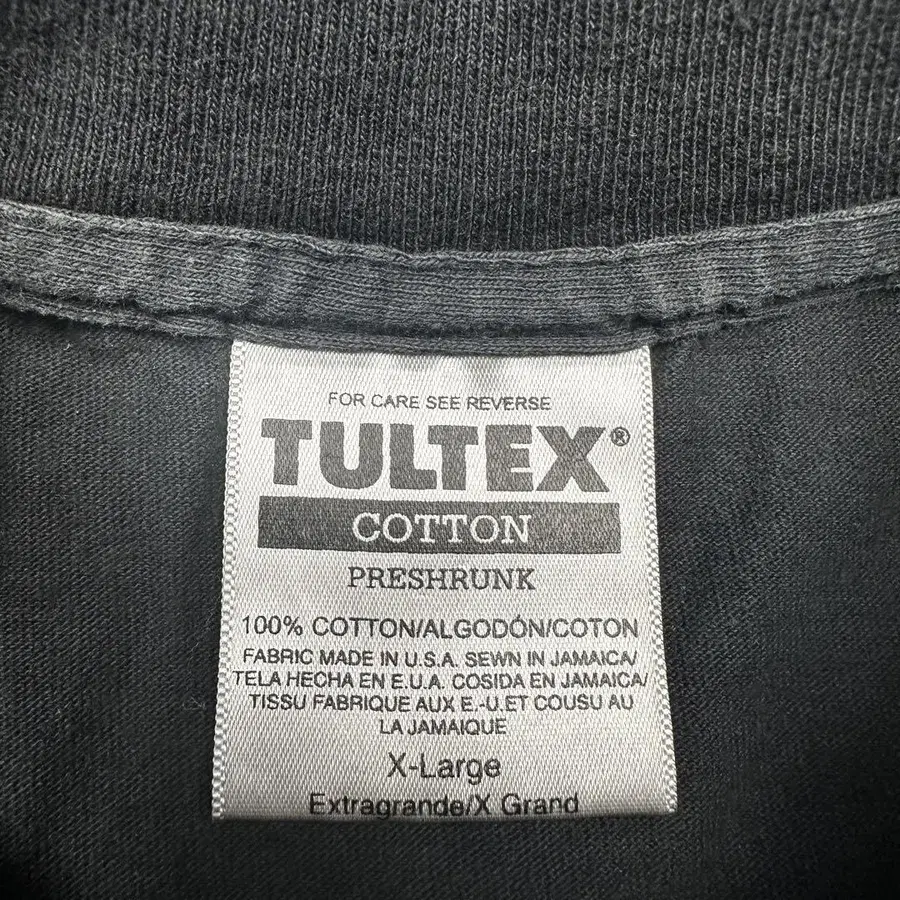 FOR CARE SEE REVERSE
TULTEX®
COTTON
PRESHRUNK
100% COTTON/ALGODÓN/COTON
FABRIC MADE IN U.S.A. SEWN IN JAMAICA/
TELA HECHA EN E.U.A. COSIDA EN JAMAICA/
TISSU FABRIQUE AUX E.-U.ET COUSU AU
LA JAMAIQUE
X-Large
Extragrande/X Grand